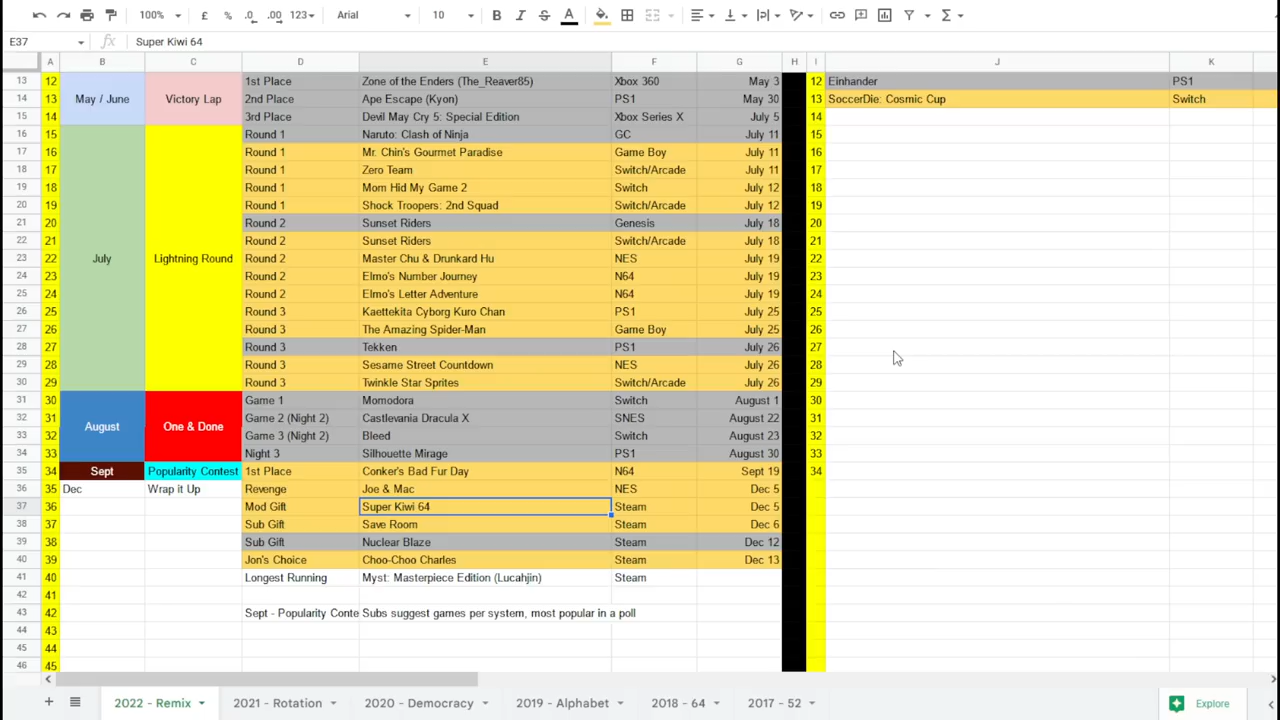 100% £ % .0 .00 123 Arial 10 B I S A
E37 fx Super Kiwi 64
A B C D E F G H I J K
13 12 1st Place Zone of the Enders (The_Reaver85) Xbox 360 May 3 12 Einhander PS1
14 13 May / June Victory Lap 2nd Place Ape Escape (Kyon) PS1 May 30 13 SoccerDie: Cosmic Cup Switch
15 14 3rd Place Devil May Cry 5: Special Edition Xbox Series X July 5 14
16 15 Round 1 Naruto: Clash of Ninja GC July 11 15
17 16 Round 1 Mr. Chin's Gourmet Paradise Game Boy July 11 16
18 17 Round 1 Zero Team Switch/Arcade July 11 17
19 18 Round 1 Mom Hid My Game 2 Switch July 12 18
20 19 Round 1 Shock Troopers: 2nd Squad Switch/Arcade July 12 19
21 20 Round 2 Sunset Riders Genesis July 18 20
22 21 Round 2 Sunset Riders Switch/Arcade July 18 21
23 22 July Lightning Round Round 2 Master Chu & Drunkard Hu NES July 19 22
24 23 Round 2 Elmo's Number Journey N64 July 19 23
25 24 Round 2 Elmo's Letter Adventure N64 July 19 24
26 25 Round 3 Kaettekita Cyborg Kuro Chan PS1 July 25 25
27 26 Round 3 The Amazing Spider-Man Game Boy July 25 26
28 27 Round 3 Tekken PS1 July 26 27
29 28 Round 3 Sesame Street Countdown NES July 26 28
30 29 Round 3 Twinkle Star Sprites Switch/Arcade July 26 29
31 30 Game 1 Momodora Switch August 1 30
32 31 August One & Done Game 2 (Night 2) Castlevania Dracula X SNES August 22 31
33 32 Game 3 (Night 2) Bleed Switch August 23 32
34 33 Night 3 Silhouette Mirage PS1 August 30 33
35 34 Sept Popularity Contest 1st Place Conker's Bad Fur Day N64 Sept 19 34
36 35 Dec Wrap it Up Revenge Joe & Mac NES Dec 5
37 36 Mod Gift Super Kiwi 64 Steam Dec 5
38 37 Sub Gift Save Room Steam Dec 6
39 38 Sub Gift Nuclear Blaze Steam Dec 12
40 39 Jon's Choice Choo-Choo Charles Steam Dec 13
41 40 Longest Running Myst: Masterpiece Edition (Lucahjin) Steam
42 41
43 42 Sept - Popularity Conte Subs suggest games per system, most popular in a poll
44 43
45 44
46 45
2022 - Remix 2021 - Rotation 2020 - Democracy 2019 - Alphabet 2018 - 64 2017 - 52 Explore